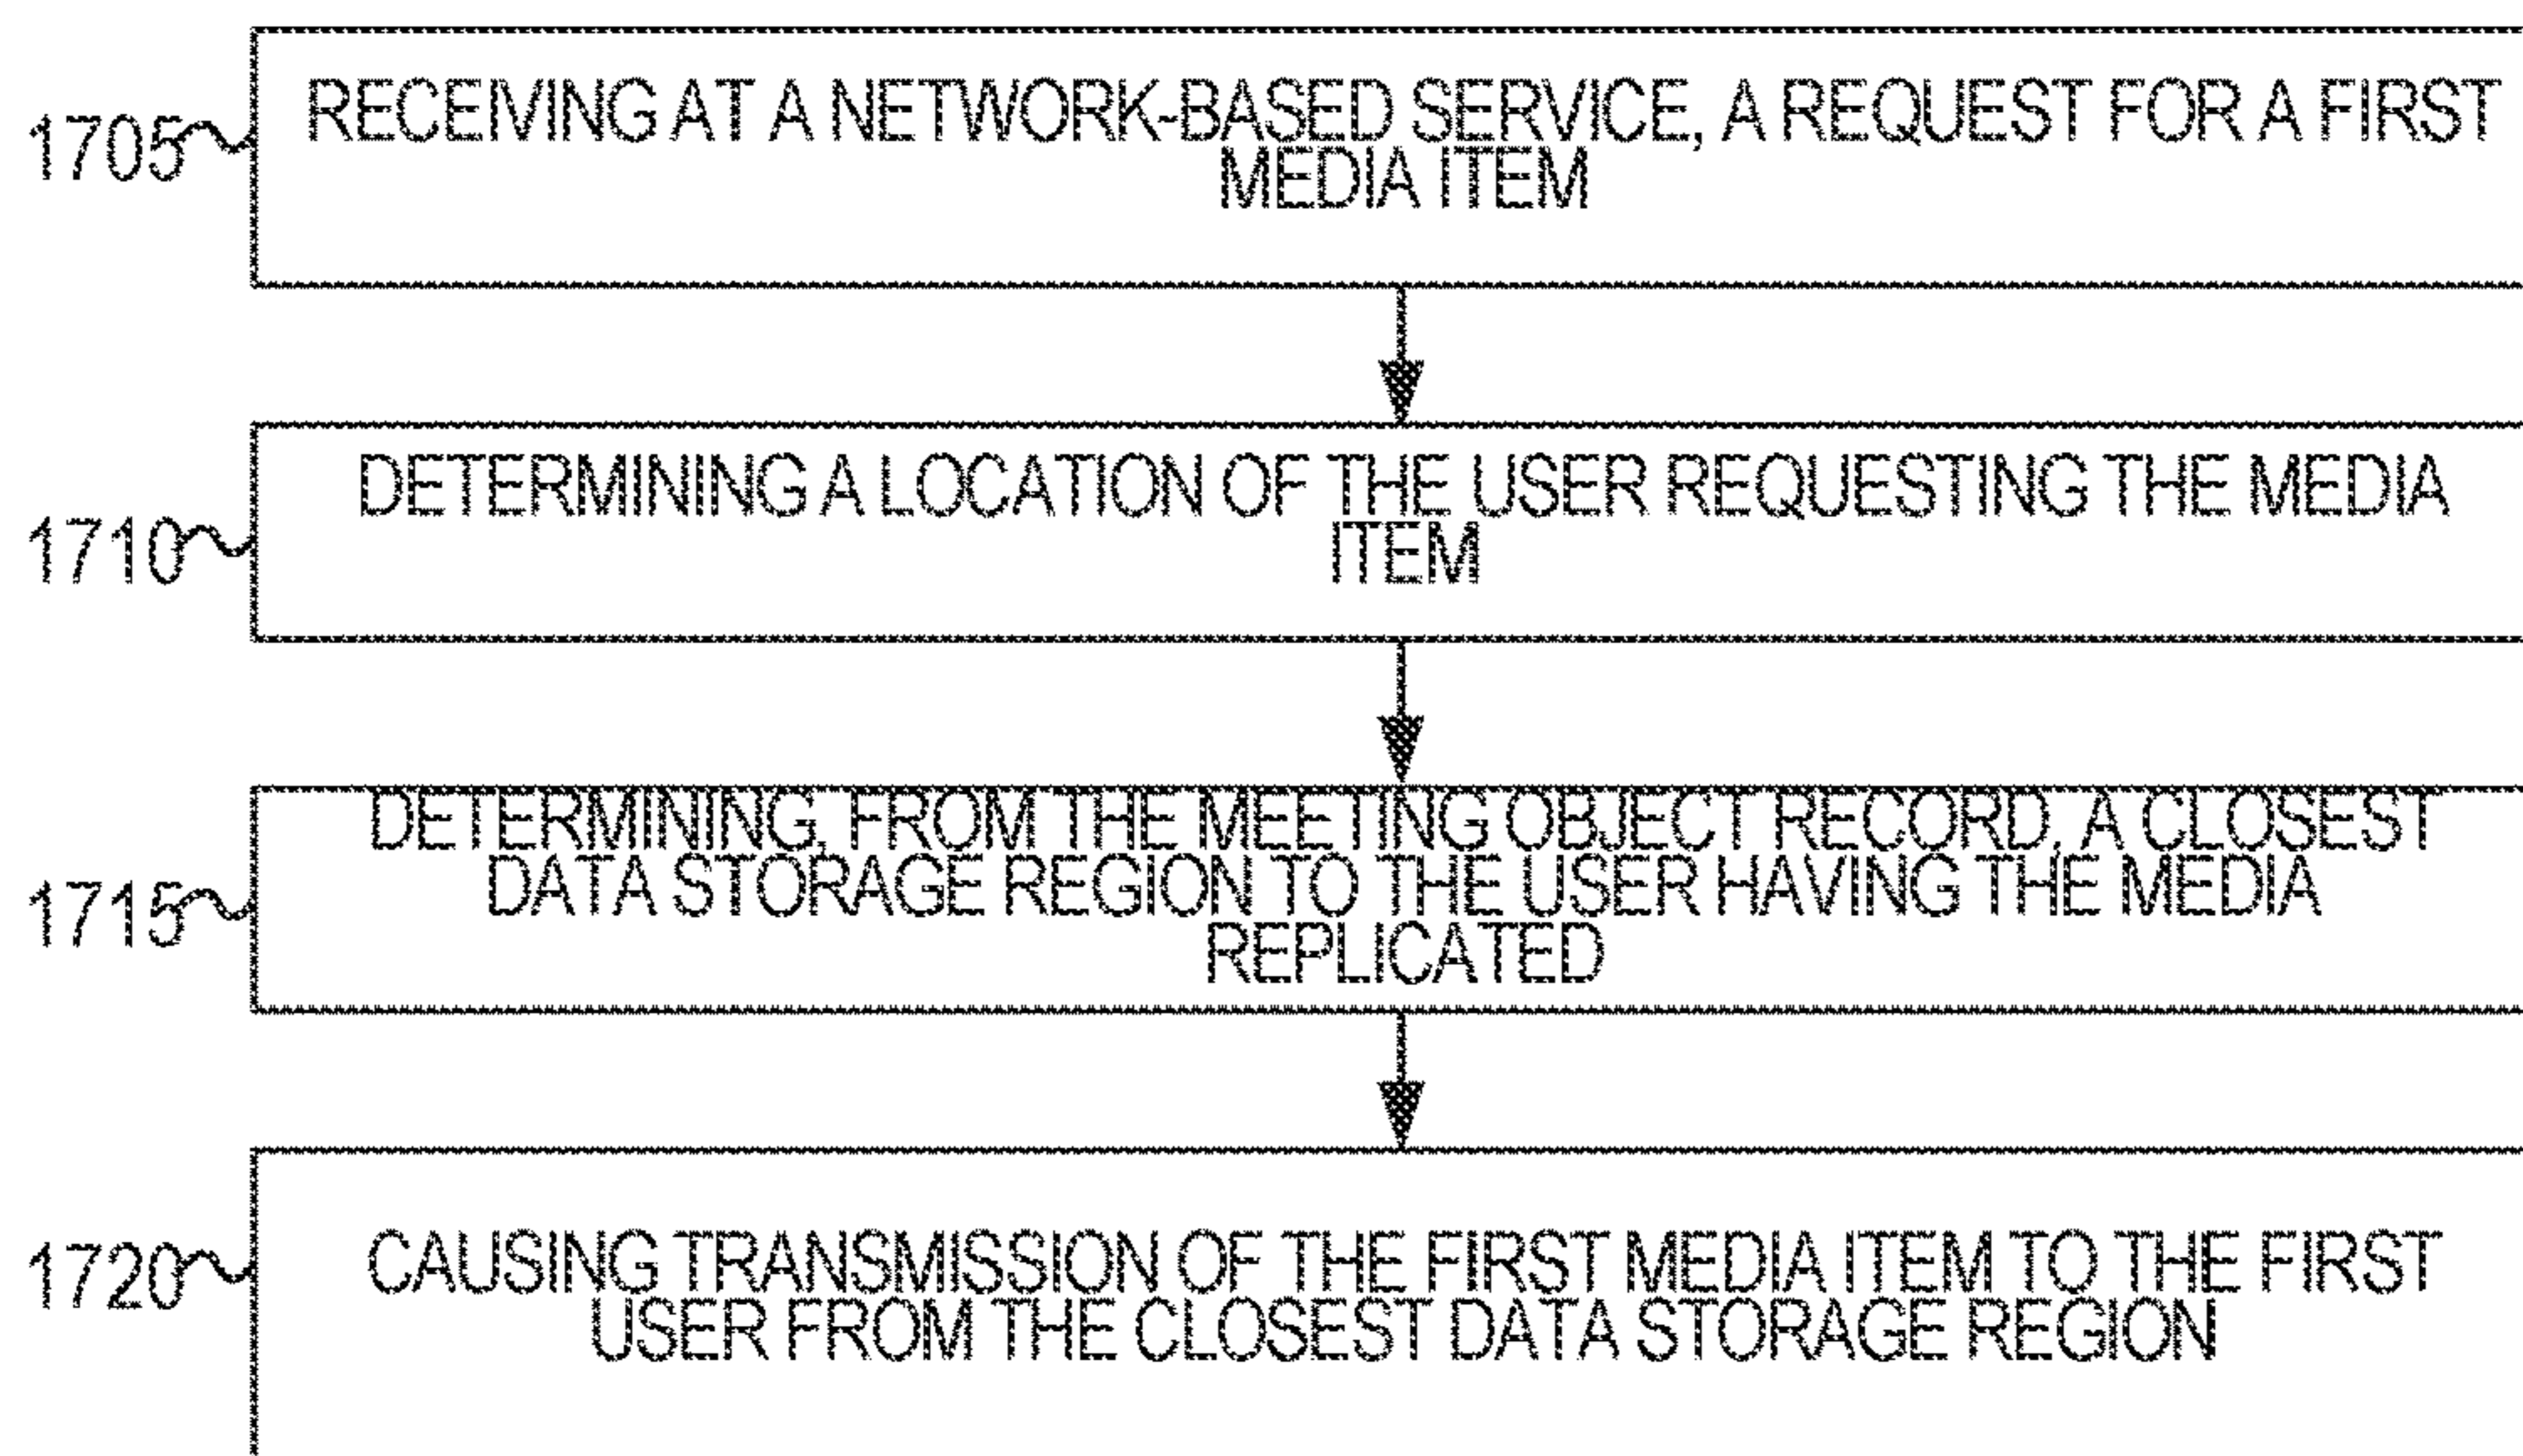 1705
RECEIVING AT A NETWORK-BASED SERVICE, A REQUEST FOR A FIRST
MEDIA ITEM
1710
DETERMINING A LOCATION OF THE USER REQUESTING THE MEDIA
ITEM
1715
DETERMINING, FROM THE MEETING OBJECT RECORD, A CLOSEST
DATA STORAGE REGION TO THE USER HAVING THE MEDIA
REPLICATED
1720
CAUSING TRANSMISSION OF THE FIRST MEDIA ITEM TO THE FIRST
USER FROM THE CLOSEST DATA STORAGE REGION